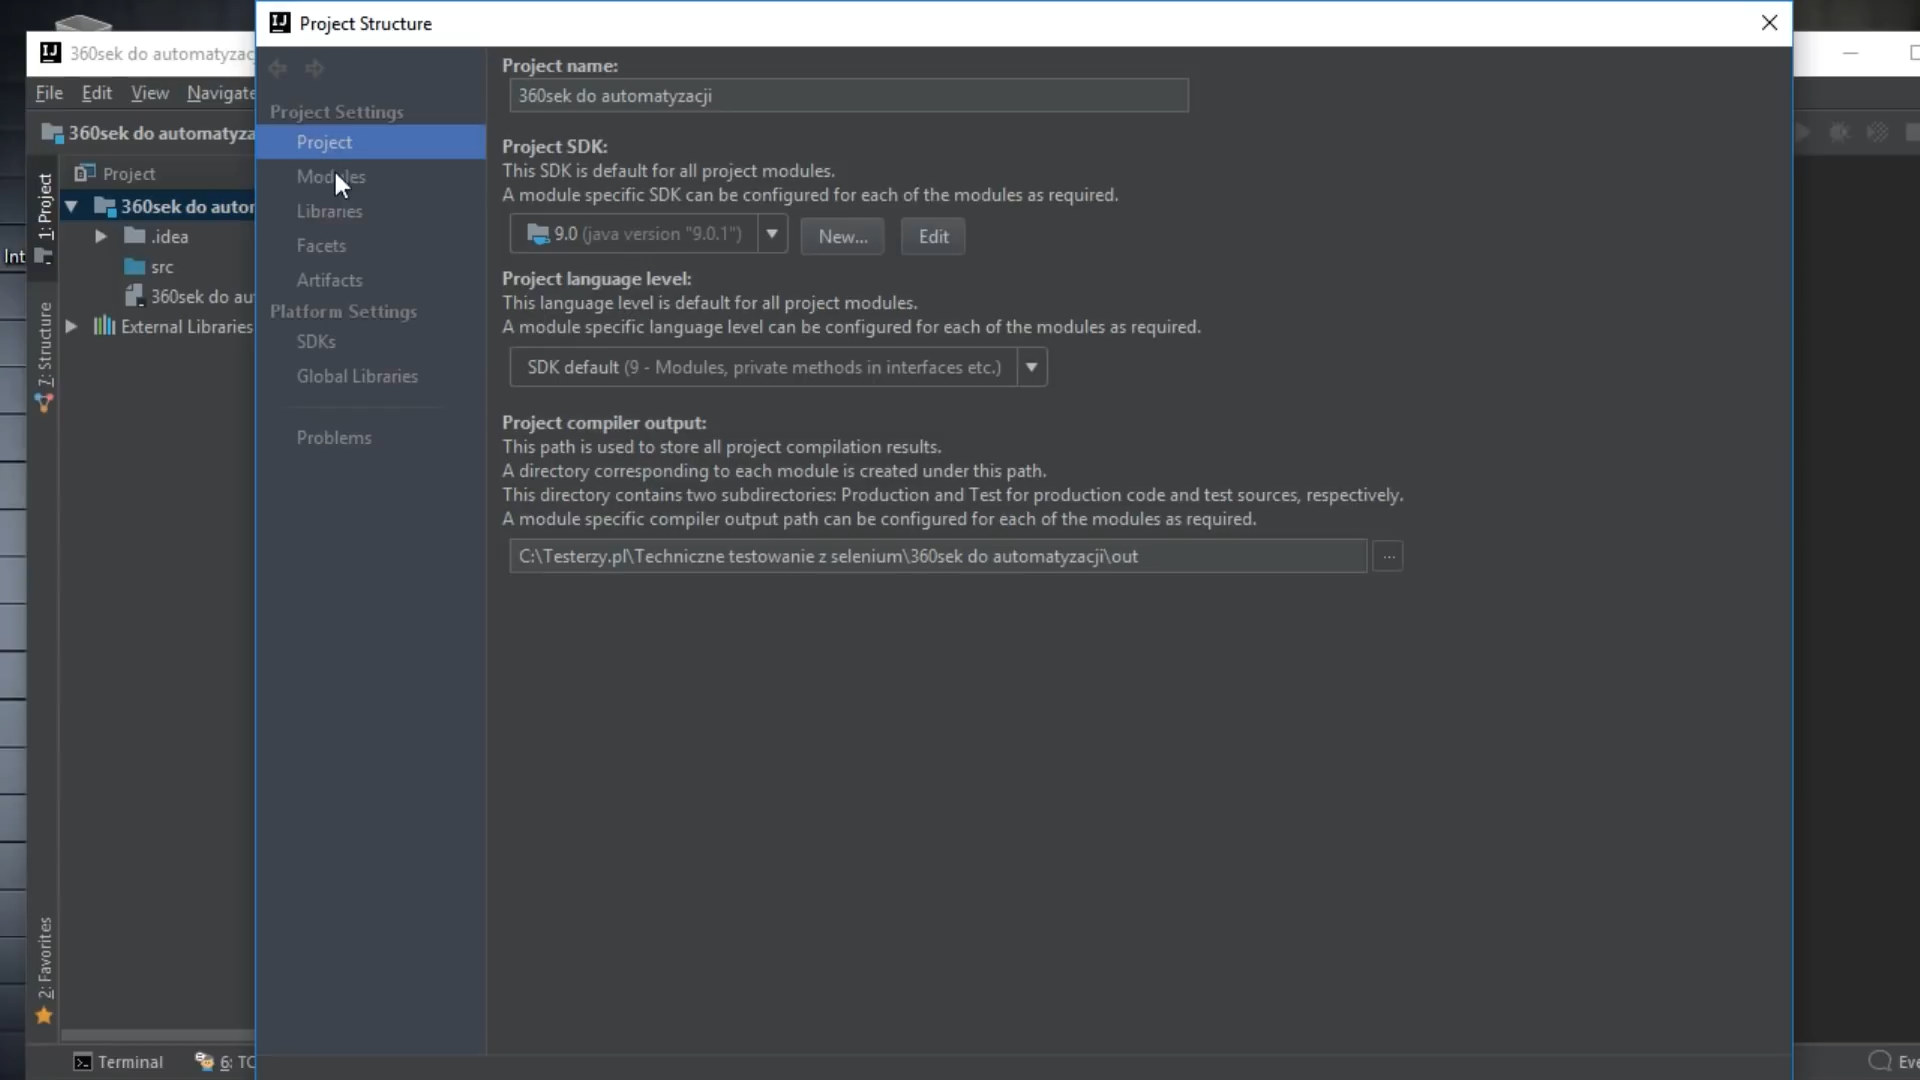 Project Structure
360sek do automatyzac
File Edit View Navigate
360sek do automatyza
1: Project
Project
360sek do autor
.idea
src
360sek do au
External Libraries
Int
7: Structure
2: Favorites
Terminal
6: TO
Project Settings
Project
Modules
Libraries
Facets
Artifacts
Platform Settings
SDKs
Global Libraries
Problems
Project name:
360sek do automatyzacji
Project SDK:
This SDK is default for all project modules.
A module specific SDK can be configured for each of the modules as required.
9.0 (java version "9.0.1") New... Edit
Project language level:
This language level is default for all project modules.
A module specific language level can be configured for each of the modules as required.
SDK default (9 - Modules, private methods in interfaces etc.)
Project compiler output:
This path is used to store all project compilation results.
A directory corresponding to each module is created under this path.
This directory contains two subdirectories: Production and Test for production code and test sources, respectively.
A module specific compiler output path can be configured for each of the modules as required.
C:\Testerzy.pl\Techniczne testowanie z selenium\360sek do automatyzacji\out ...
Eve